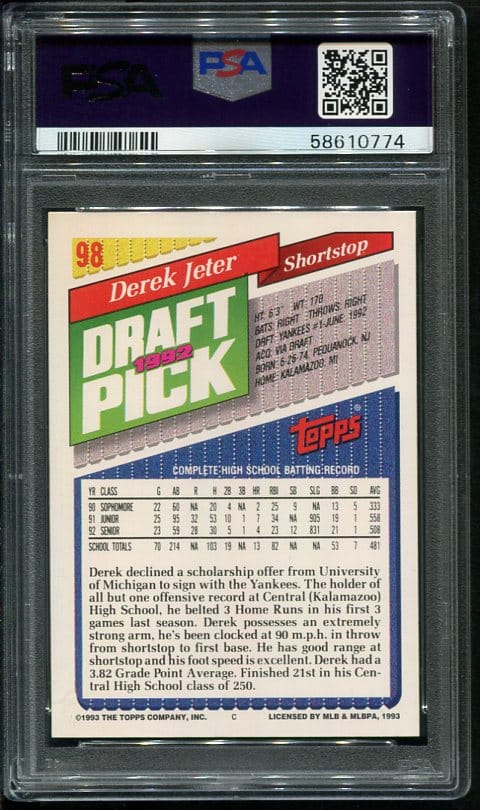 PSA
PSA
58610774
98
Derek Jeter
Shortstop
DRAFT
1992
PICK
HT: 6'3" WT: 178
BATS: RIGHT THROWS: RIGHT
DRAFT: YANKEES #1-JUNE, 1992
ACQ: VIA DRAFT
BORN: 6-26-74, PEQUANOCK, NJ
HOME: KALAMAZOO, MI
TOPPS®
COMPLETE HIGH SCHOOL BATTING RECORD
YR CLASS G AB R H 2B 3B HR RBI SB SLG BB SO AVG
90 SOPHOMORE 22 60 NA 20 4 NA 2 25 9 NA 13 5 .333
91 JUNIOR 25 95 32 53 10 1 7 34 NA .905 19 1 .558
92 SENIOR 23 59 28 30 5 1 4 23 12 .831 21 1 .508
SCHOOL TOTALS 70 214 NA 103 19 NA 13 82 NA NA 53 7 .481
Derek declined a scholarship offer from University
of Michigan to sign with the Yankees. The holder of
all but one offensive record at Central (Kalamazoo)
High School, he belted 3 Home Runs in his first 3
games last season. Derek possesses an extremely
strong arm, he's been clocked at 90 m.p.h. in throw
from shortstop to first base. He has good range at
shortstop and his foot speed is excellent. Derek had a
3.82 Grade Point Average. Finished 21st in his Cen-
tral High School class of 250.
©1993 THE TOPPS COMPANY, INC. C LICENSED BY MLB & MLBPA, 1993